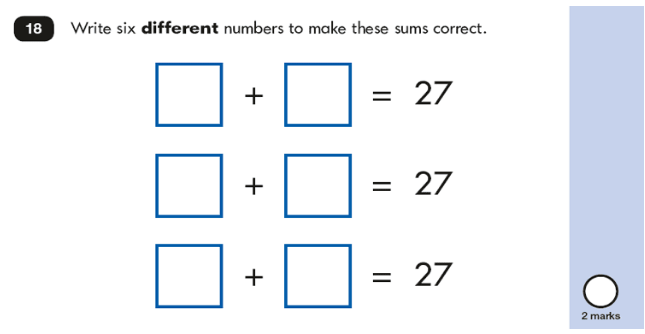 18 Write six different numbers to make these sums correct.
+ = 27
+ = 27
+ = 27
2 marks